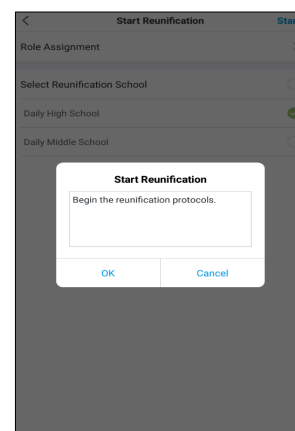 Start Reunification
Role Assignment
Select Reunification School
Daily High School
Daily Middle School
Start Reunification
Begin the reunification protocols.
OK Cancel